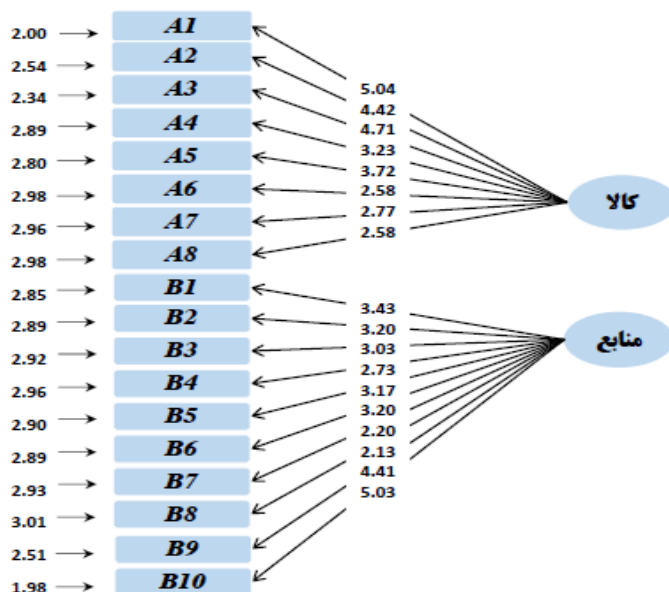 2.00 A1
2.54 A2
2.34 A3
2.89 A4
2.80 A5
2.98 A6
2.96 A7
2.98 A8
2.85 B1
2.89 B2
2.92 B3
2.96 B4
2.90 B5
2.89 B6
2.93 B7
3.01 B8
2.51 B9
1.98 B10
5.04
4.42
4.71
3.23
3.72
2.58
2.77
2.58
3.43
3.20
3.03
2.73
3.17
3.20
2.20
2.13
4.41
5.03
کالا
منابع